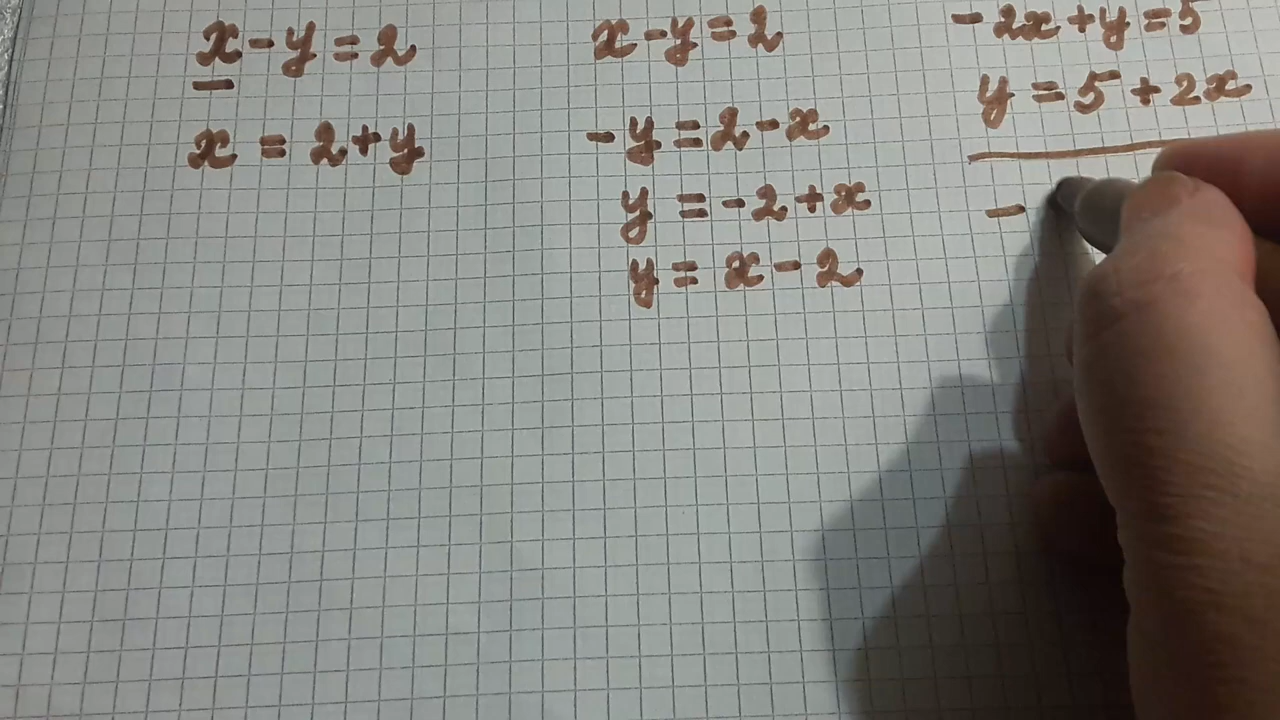 x - y = 2
x = 2 + y
x - y = 2
- y = 2 - x
y = - 2 + x
y = x - 2
- 2x + y = 5
y = 5 + 2x
-